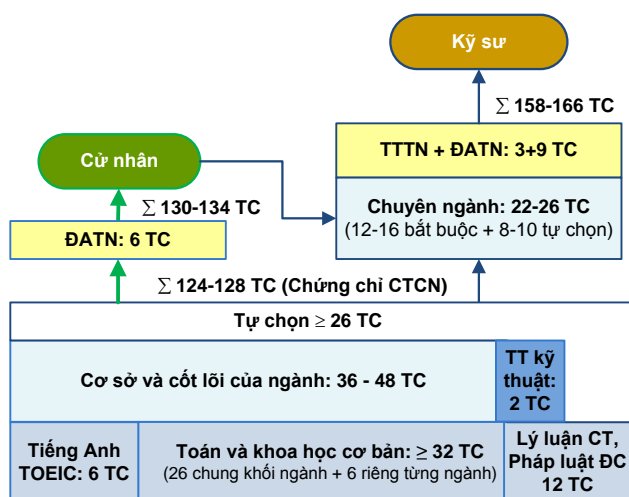 Kỹ sư
∑ 158-166 TC
TTTN + ĐATN: 3+9 TC
Cử nhân
∑ 130-134 TC
Chuyên ngành: 22-26 TC
(12-16 bắt buộc + 8-10 tự chọn)
ĐATN: 6 TC
∑ 124-128 TC (Chứng chỉ CTCN)
Tự chọn ≥ 26 TC
Cơ sở và cốt lõi của ngành: 36 - 48 TC
TT kỹ
thuật:
2 TC
Tiếng Anh
TOEIC: 6 TC
Toán và khoa học cơ bản: ≥ 32 TC
(26 chung khối ngành + 6 riêng từng ngành)
Lý luận CT,
Pháp luật ĐC
12 TC